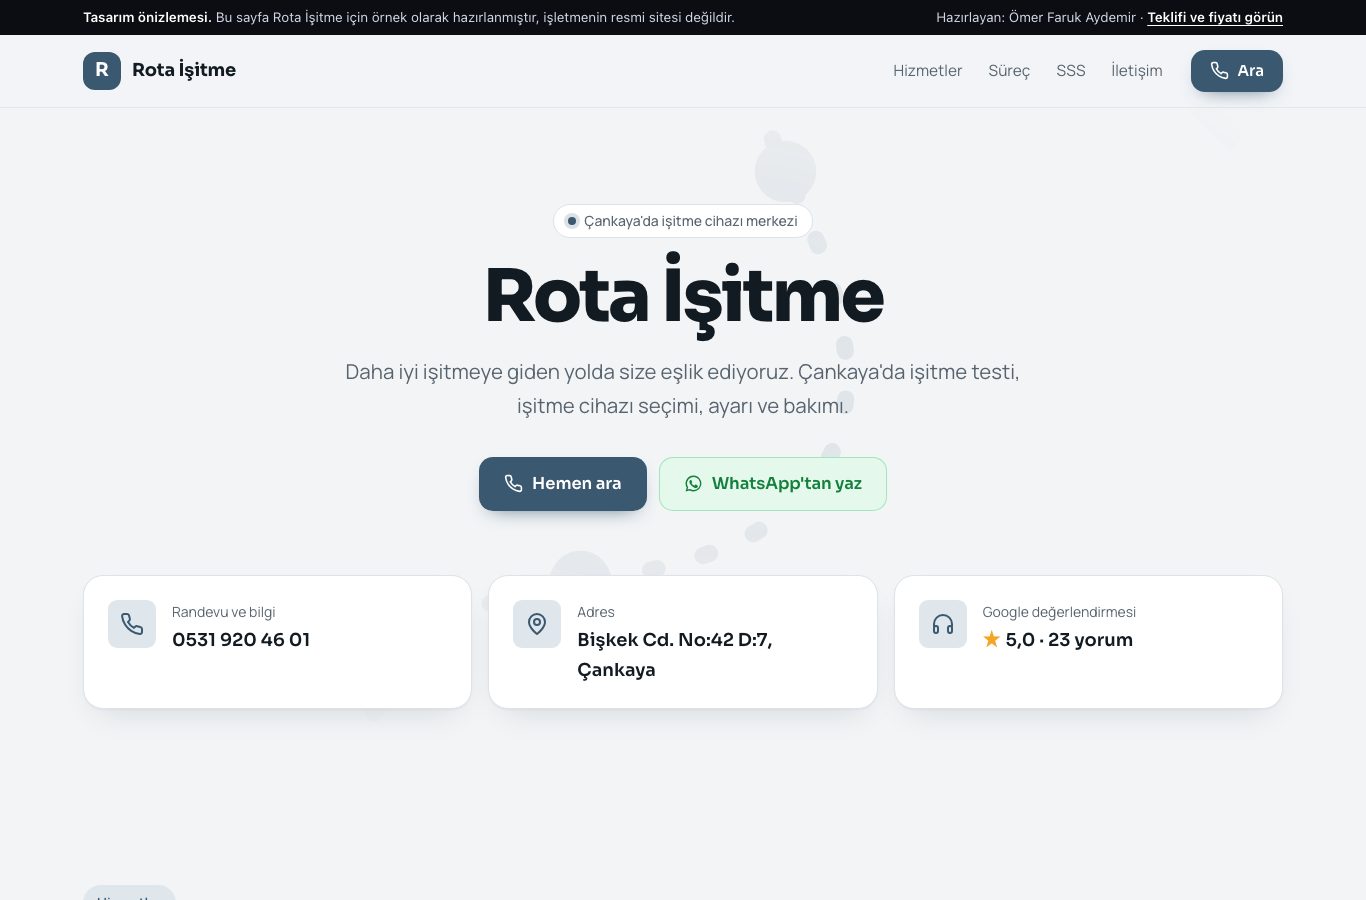 Tasarım önizlemesi. Bu sayfa Rota İşitme için örnek olarak hazırlanmıştır, işletmenin resmi sitesi değildir.
Hazırlayan: Ömer Faruk Aydemir · Teklifi ve fiyatı görün
R Rota İşitme
Hizmetler Süreç SSS İletişim Ara
Çankaya'da işitme cihazı merkezi
Rota İşitme
Daha iyi işitmeye giden yolda size eşlik ediyoruz. Çankaya'da işitme testi,
işitme cihazı seçimi, ayarı ve bakımı.
Hemen ara
WhatsApp'tan yaz
Randevu ve bilgi
0531 920 46 01
Adres
Bişkek Cd. No:42 D:7,
Çankaya
Google değerlendirmesi
★ 5,0 · 23 yorum